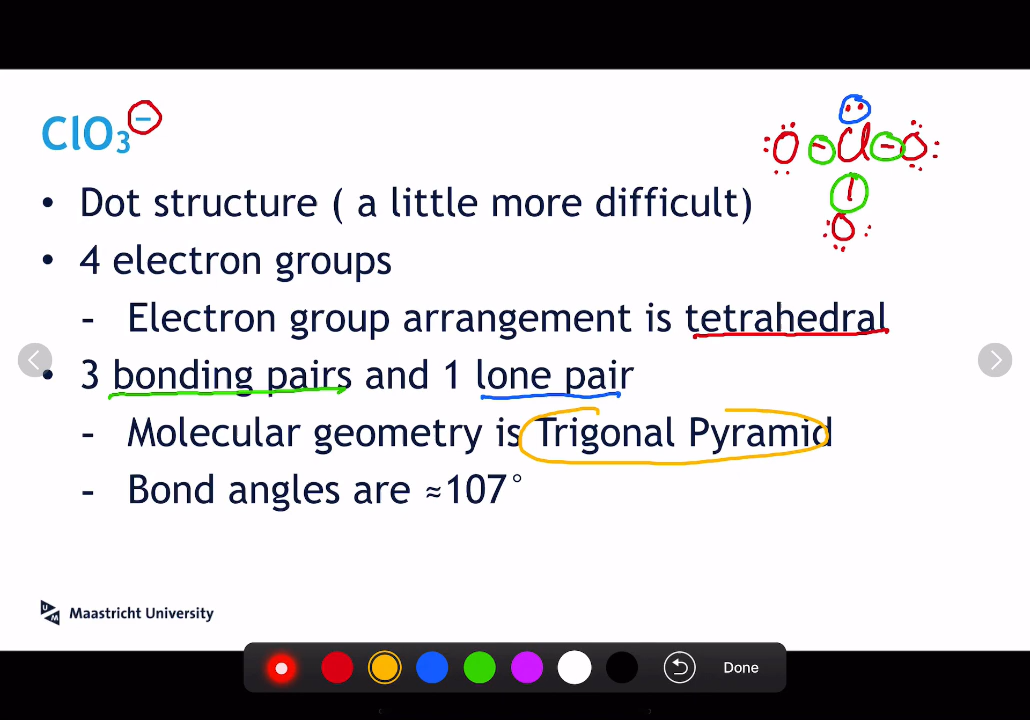 ClO₃⁻
:Ö - C̈l - Ö:
|
:O:
• Dot structure ( a little more difficult)
• 4 electron groups
- Electron group arrangement is tetrahedral
• 3 bonding pairs and 1 lone pair
- Molecular geometry is Trigonal Pyramid
- Bond angles are ≈107°
UM Maastricht University
Done